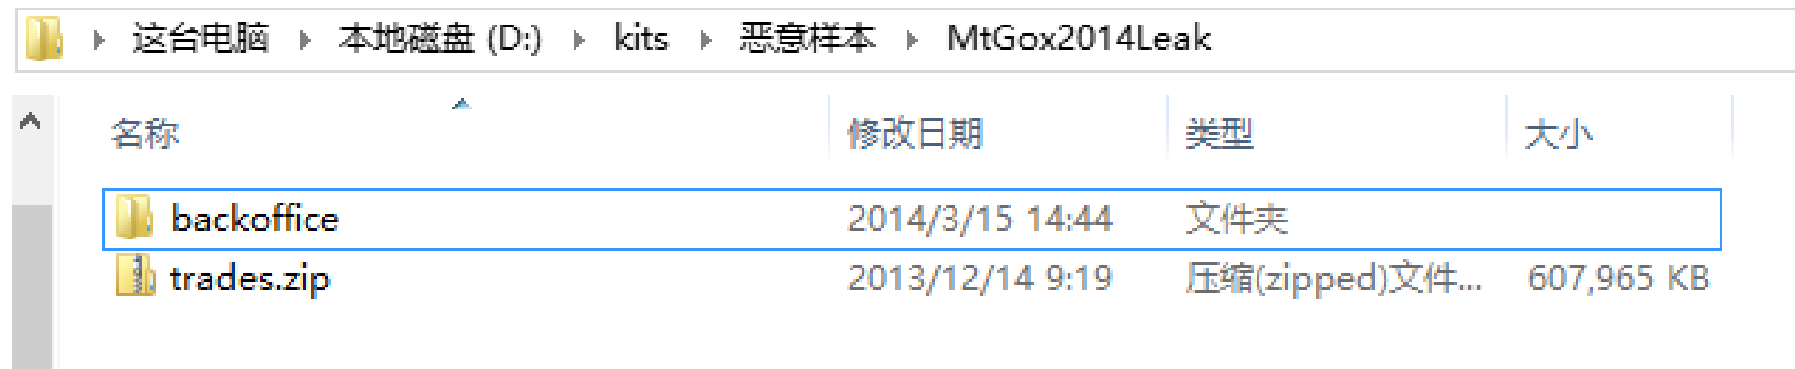 这台电脑 本地磁盘 (D:) kits 恶意样本 MtGox2014Leak
名称 修改日期 类型 大小
backoffice 2014/3/15 14:44 文件夹
trades.zip 2013/12/14 9:19 压缩(zipped)文件... 607,965 KB